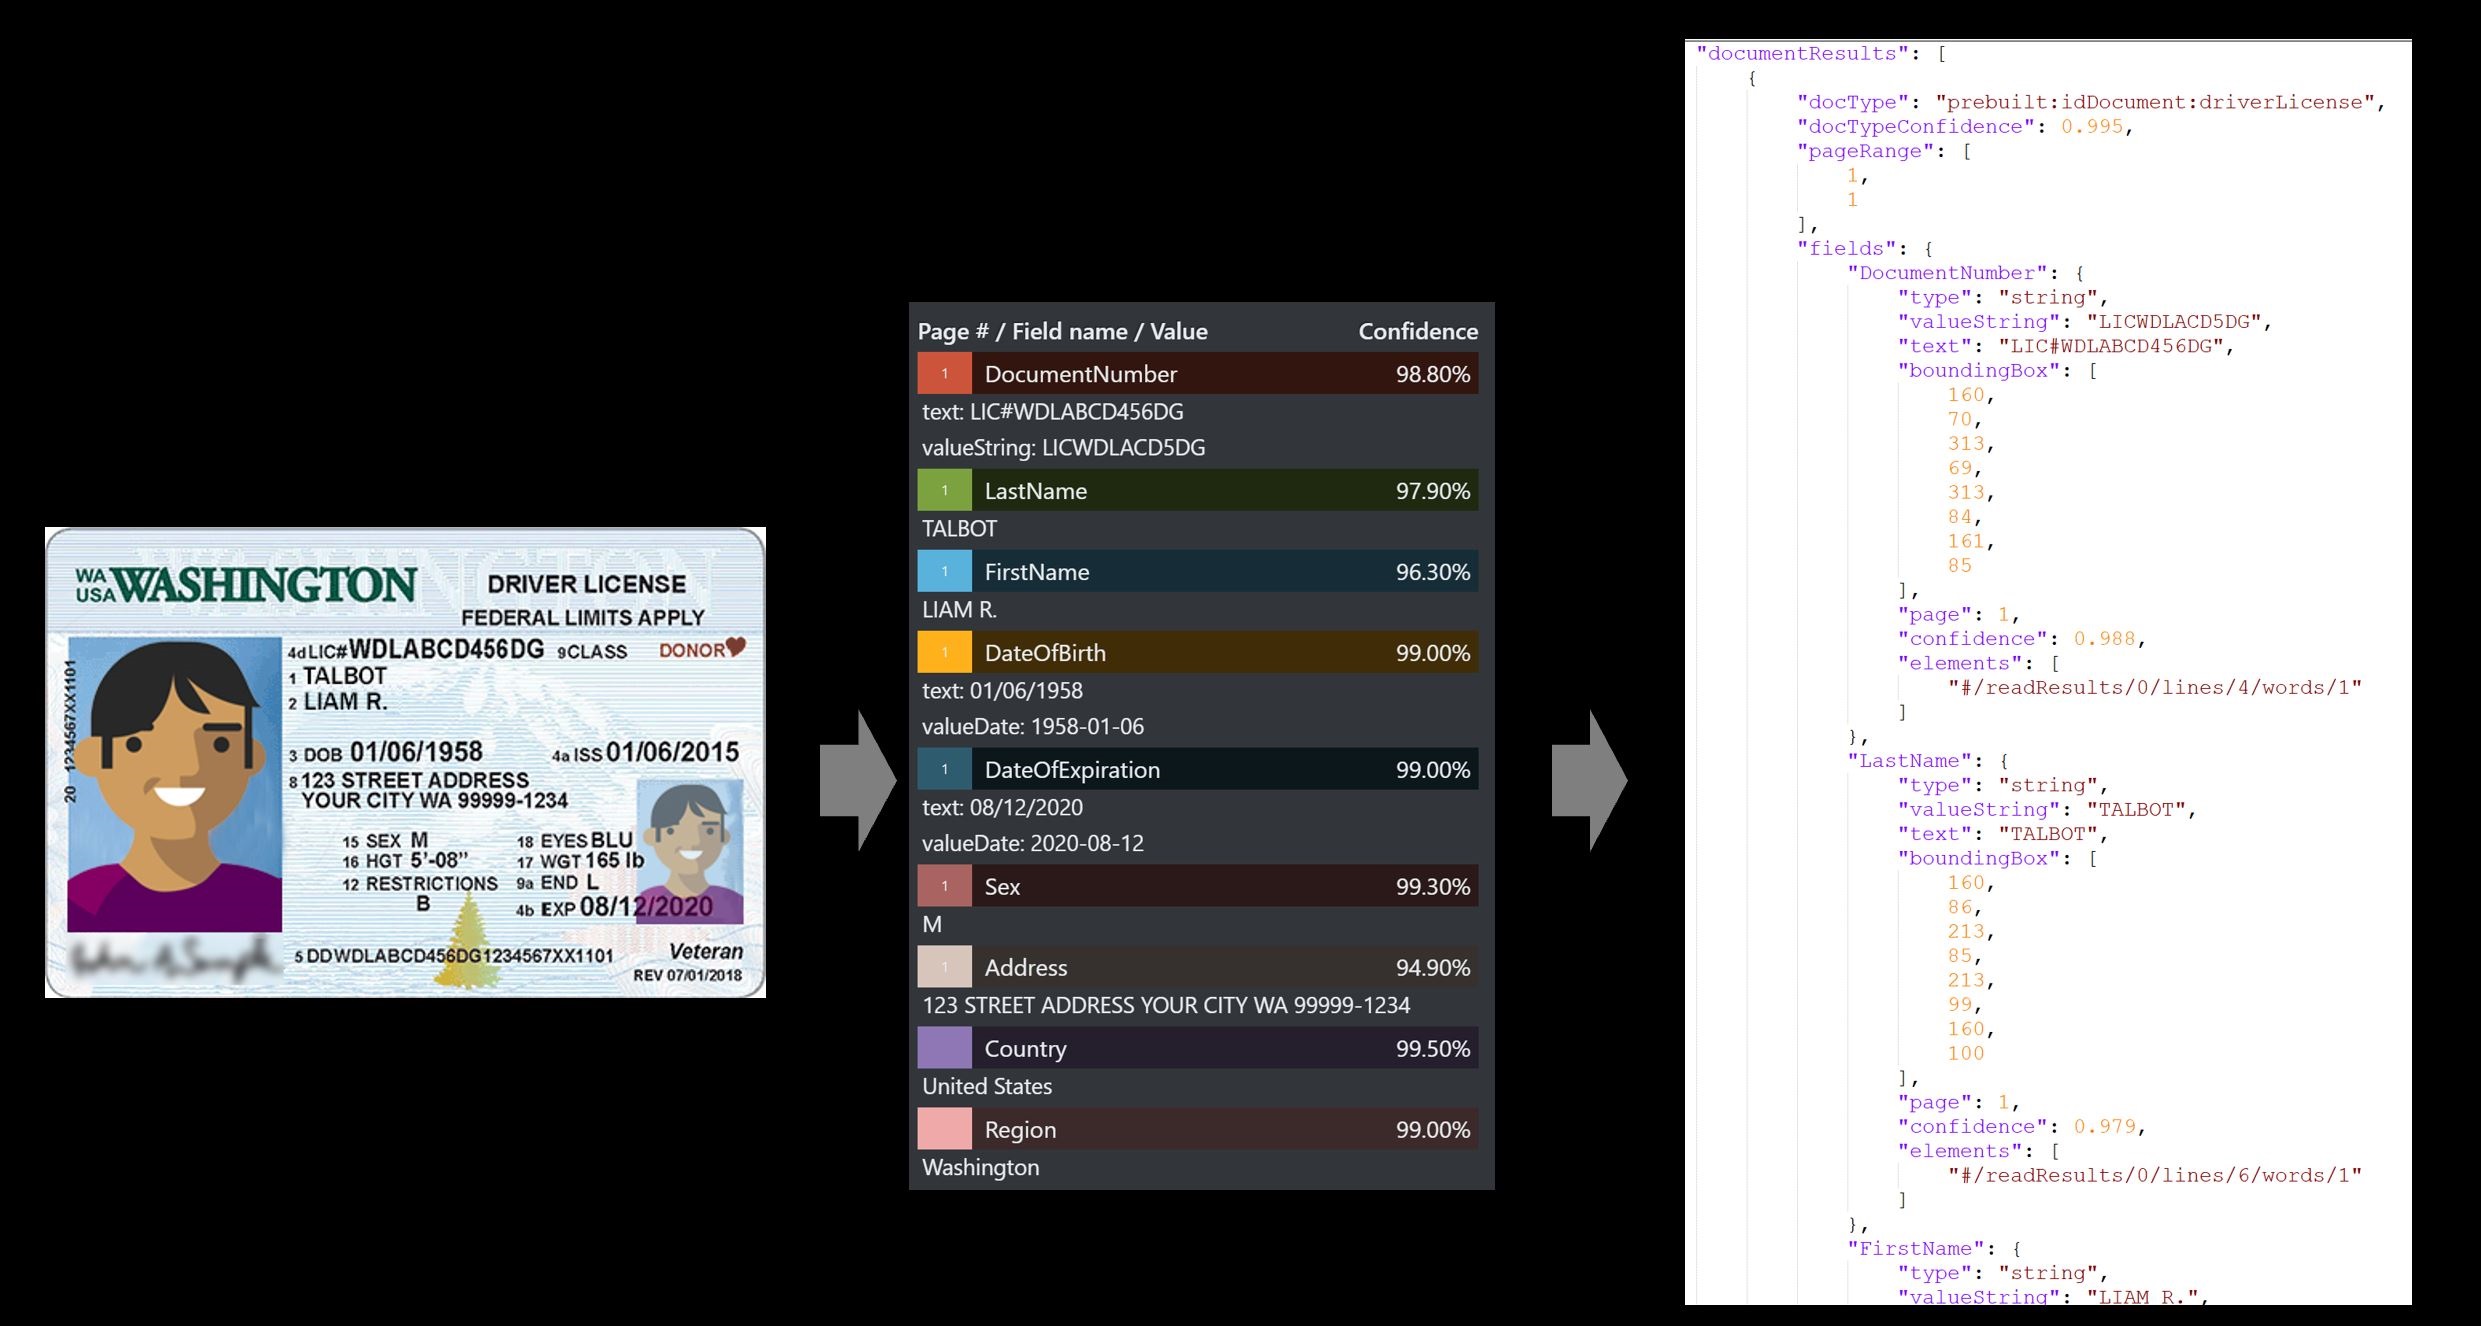 WA
USA WASHINGTON
DRIVER LICENSE
FEDERAL LIMITS APPLY
4d LIC#WDLABCD456DG 9CLASS DONOR
1 TALBOT
2 LIAM R.
3 DOB 01/06/1958 4a ISS 01/06/2015
8 123 STREET ADDRESS
YOUR CITY WA 99999-1234
15 SEX M 18 EYES BLU
16 HGT 5'-08" 17 WGT 165 lb
12 RESTRICTIONS 9a END L
B 4b EXP 08/12/2020
5 DDWDLABCD456DG1234567XX1101
Veteran
REV 07/01/2018
20 1234567XX1101
Page # / Field name / Value Confidence
1 DocumentNumber 98.80%
text: LIC#WDLABCD456DG
valueString: LICWDLACD5DG
1 LastName 97.90%
TALBOT
1 FirstName 96.30%
LIAM R.
1 DateOfBirth 99.00%
text: 01/06/1958
valueDate: 1958-01-06
1 DateOfExpiration 99.00%
text: 08/12/2020
valueDate: 2020-08-12
1 Sex 99.30%
M
1 Address 94.90%
123 STREET ADDRESS YOUR CITY WA 99999-1234
Country 99.50%
United States
Region 99.00%
Washington
"documentResults": [
{
"docType": "prebuilt:idDocument:driverLicense",
"docTypeConfidence": 0.995,
"pageRange": [
1,
1
],
"fields": {
"DocumentNumber": {
"type": "string",
"valueString": "LICWDLACD5DG",
"text": "LIC#WDLABCD456DG",
"boundingBox": [
160,
70,
313,
69,
313,
84,
161,
85
],
"page": 1,
"confidence": 0.988,
"elements": [
"#/readResults/0/lines/4/words/1"
]
},
"LastName": {
"type": "string",
"valueString": "TALBOT",
"text": "TALBOT",
"boundingBox": [
160,
86,
213,
85,
213,
99,
160,
100
],
"page": 1,
"confidence": 0.979,
"elements": [
"#/readResults/0/lines/6/words/1"
]
},
"FirstName": {
"type": "string",
"valueString": "LIAM R.",